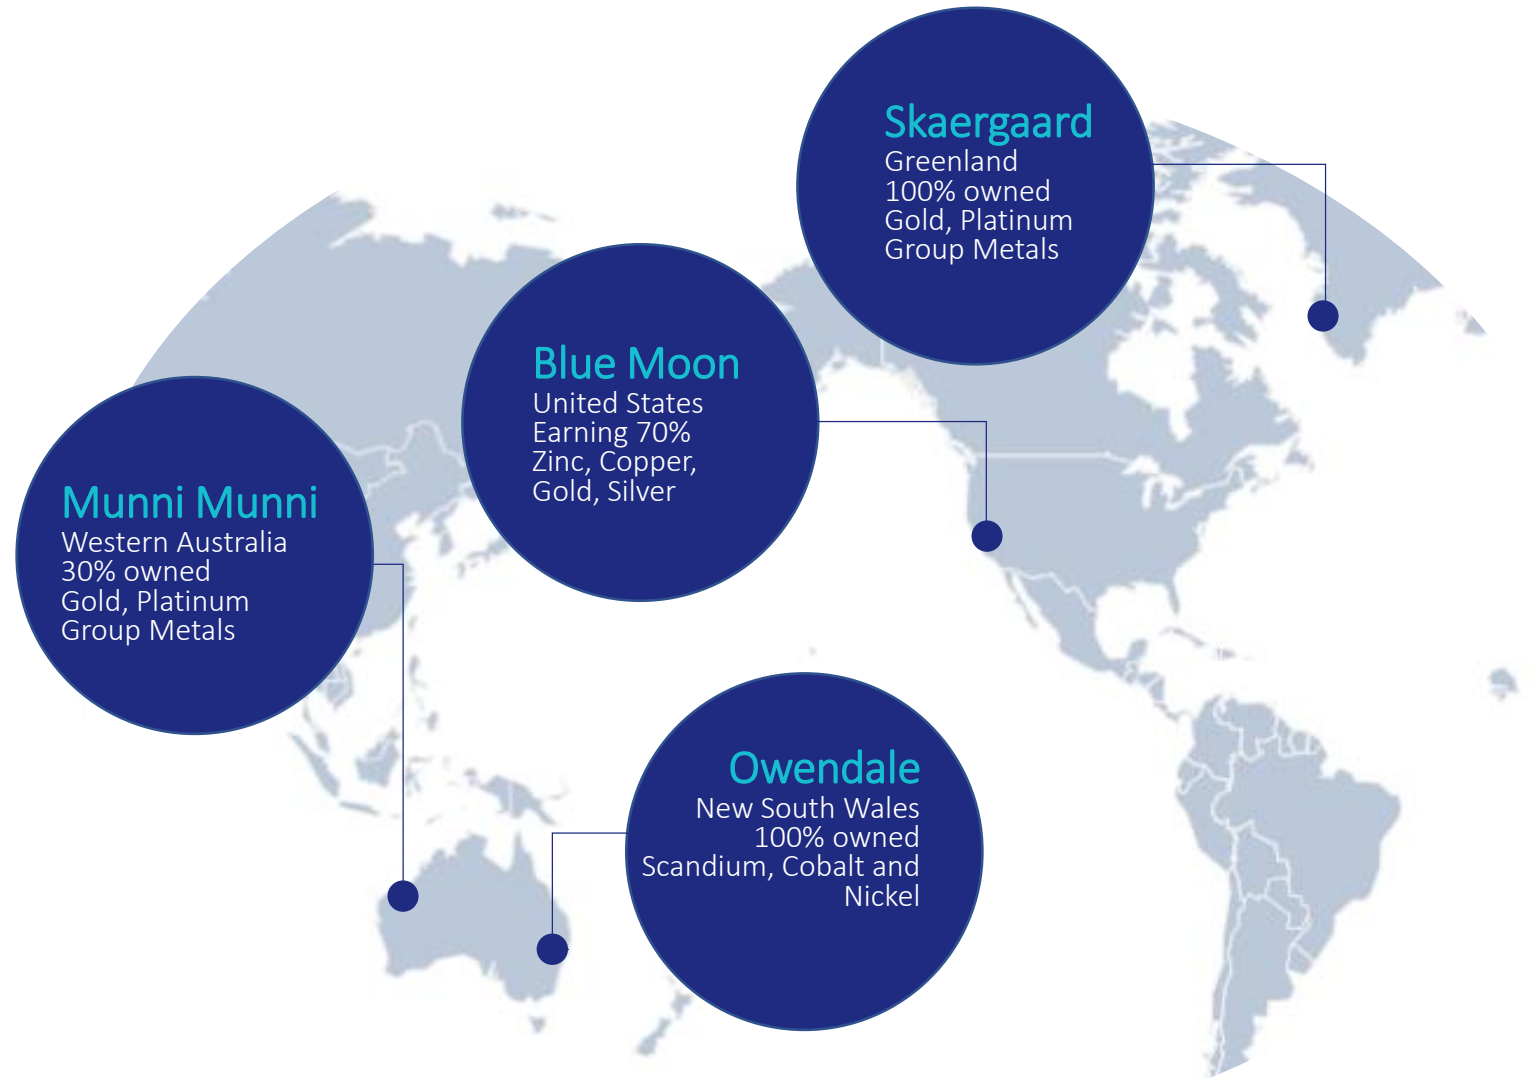 Skaergaard
Greenland
100% owned
Gold, Platinum
Group Metals
Blue Moon
United States
Earning 70%
Zinc, Copper,
Gold, Silver
Munni Munni
Western Australia
30% owned
Gold, Platinum
Group Metals
Owendale
New South Wales
100% owned
Scandium, Cobalt and
Nickel